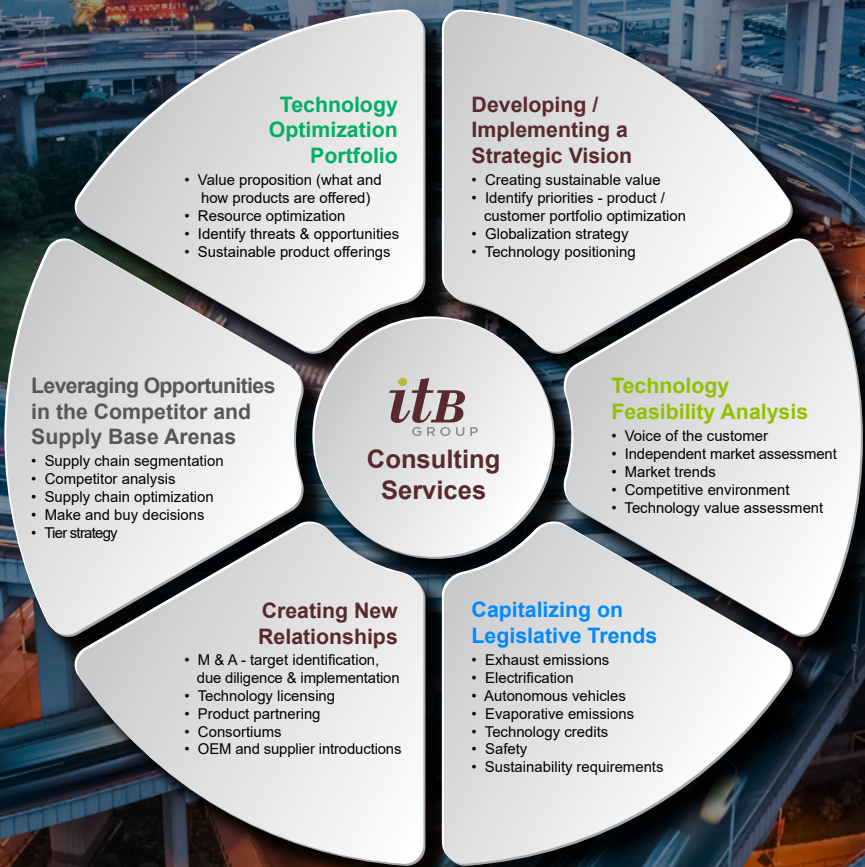 Technology
Optimization
Portfolio
• Value proposition (what and
how products are offered)
• Resource optimization
• Identify threats & opportunities
• Sustainable product offerings
Developing /
Implementing a
Strategic Vision
• Creating sustainable value
• Identify priorities - product /
customer portfolio optimization
• Globalization strategy
• Technology positioning
Leveraging Opportunities
in the Competitor and
Supply Base Arenas
• Supply chain segmentation
• Competitor analysis
• Supply chain optimization
• Make and buy decisions
• Tier strategy
itB
GROUP
Consulting
Services
Technology
Feasibility Analysis
• Voice of the customer
• Independent market assessment
• Market trends
• Competitive environment
• Technology value assessment
Creating New
Relationships
• M & A - target identification,
due diligence & implementation
• Technology licensing
• Product partnering
• Consortiums
• OEM and supplier introductions
Capitalizing on
Legislative Trends
• Exhaust emissions
• Electrification
• Autonomous vehicles
• Evaporative emissions
• Technology credits
• Safety
• Sustainability requirements